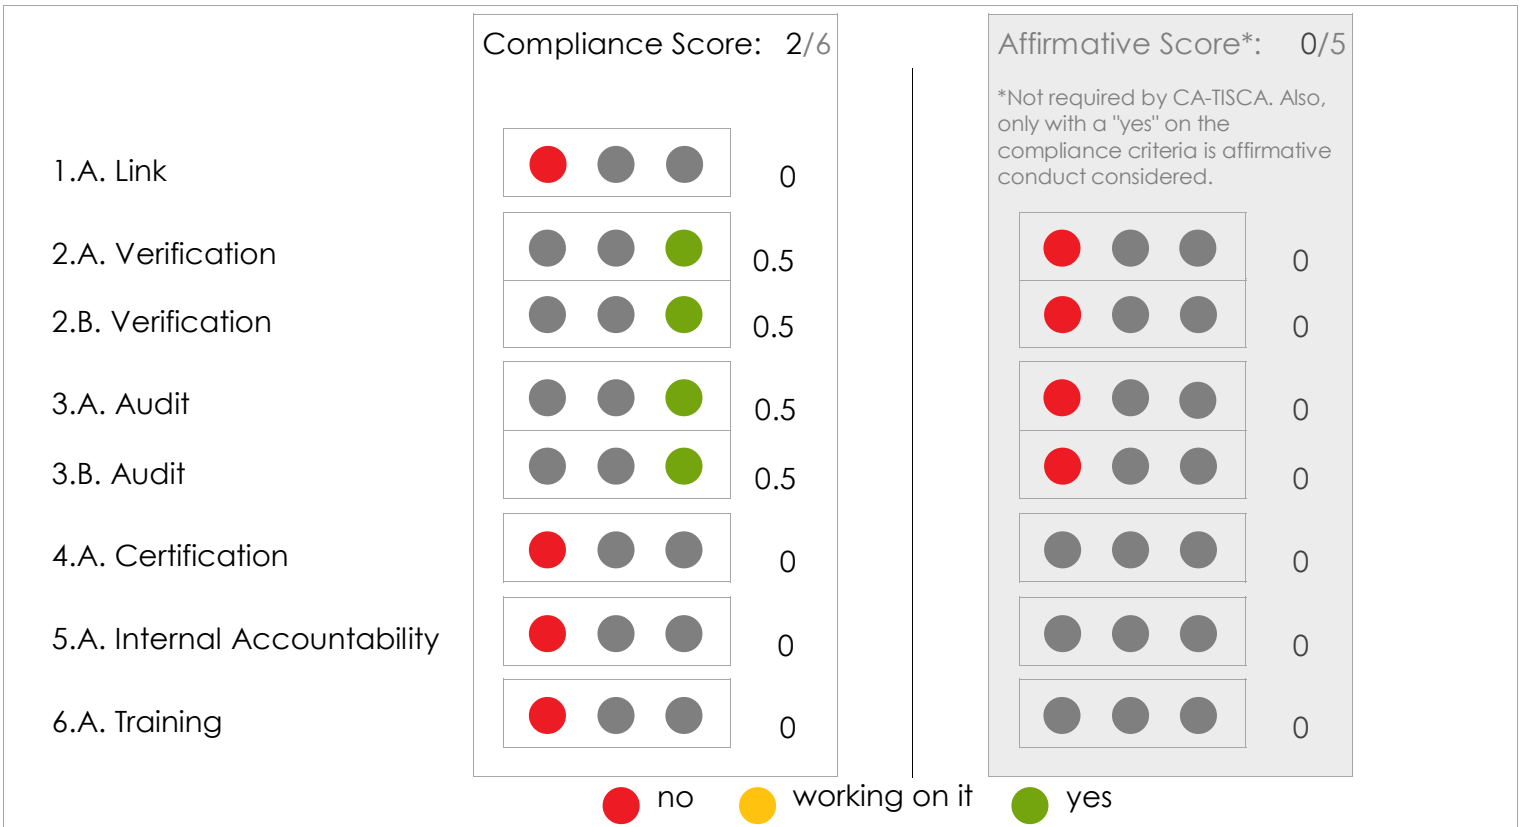 Compliance Score: 2/6
Affirmative Score*: 0/5
*Not required by CA-TISCA. Also,
only with a "yes" on the
compliance criteria is affirmative
conduct considered.
1.A. Link 0
2.A. Verification 0.5 0
2.B. Verification 0.5 0
3.A. Audit 0.5 0
3.B. Audit 0.5 0
4.A. Certification 0 0
5.A. Internal Accountability 0 0
6.A. Training 0 0
no working on it yes